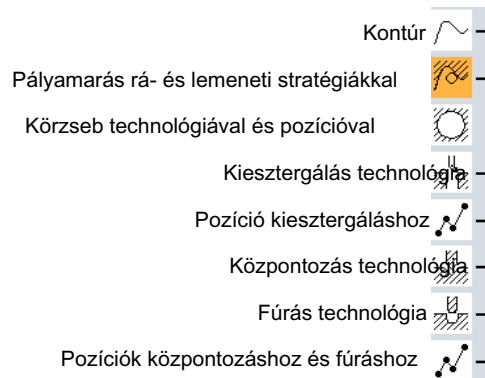 Kontúr
Pályamarás rá- és lemeneti stratégiákkal
Körzseb technológiával és pozícióval
Kiesztergálás technológia
Pozíció kiesztergáláshoz
Központozás technológia
Fúrás technológia
Pozíciók központozáshoz és fúráshoz